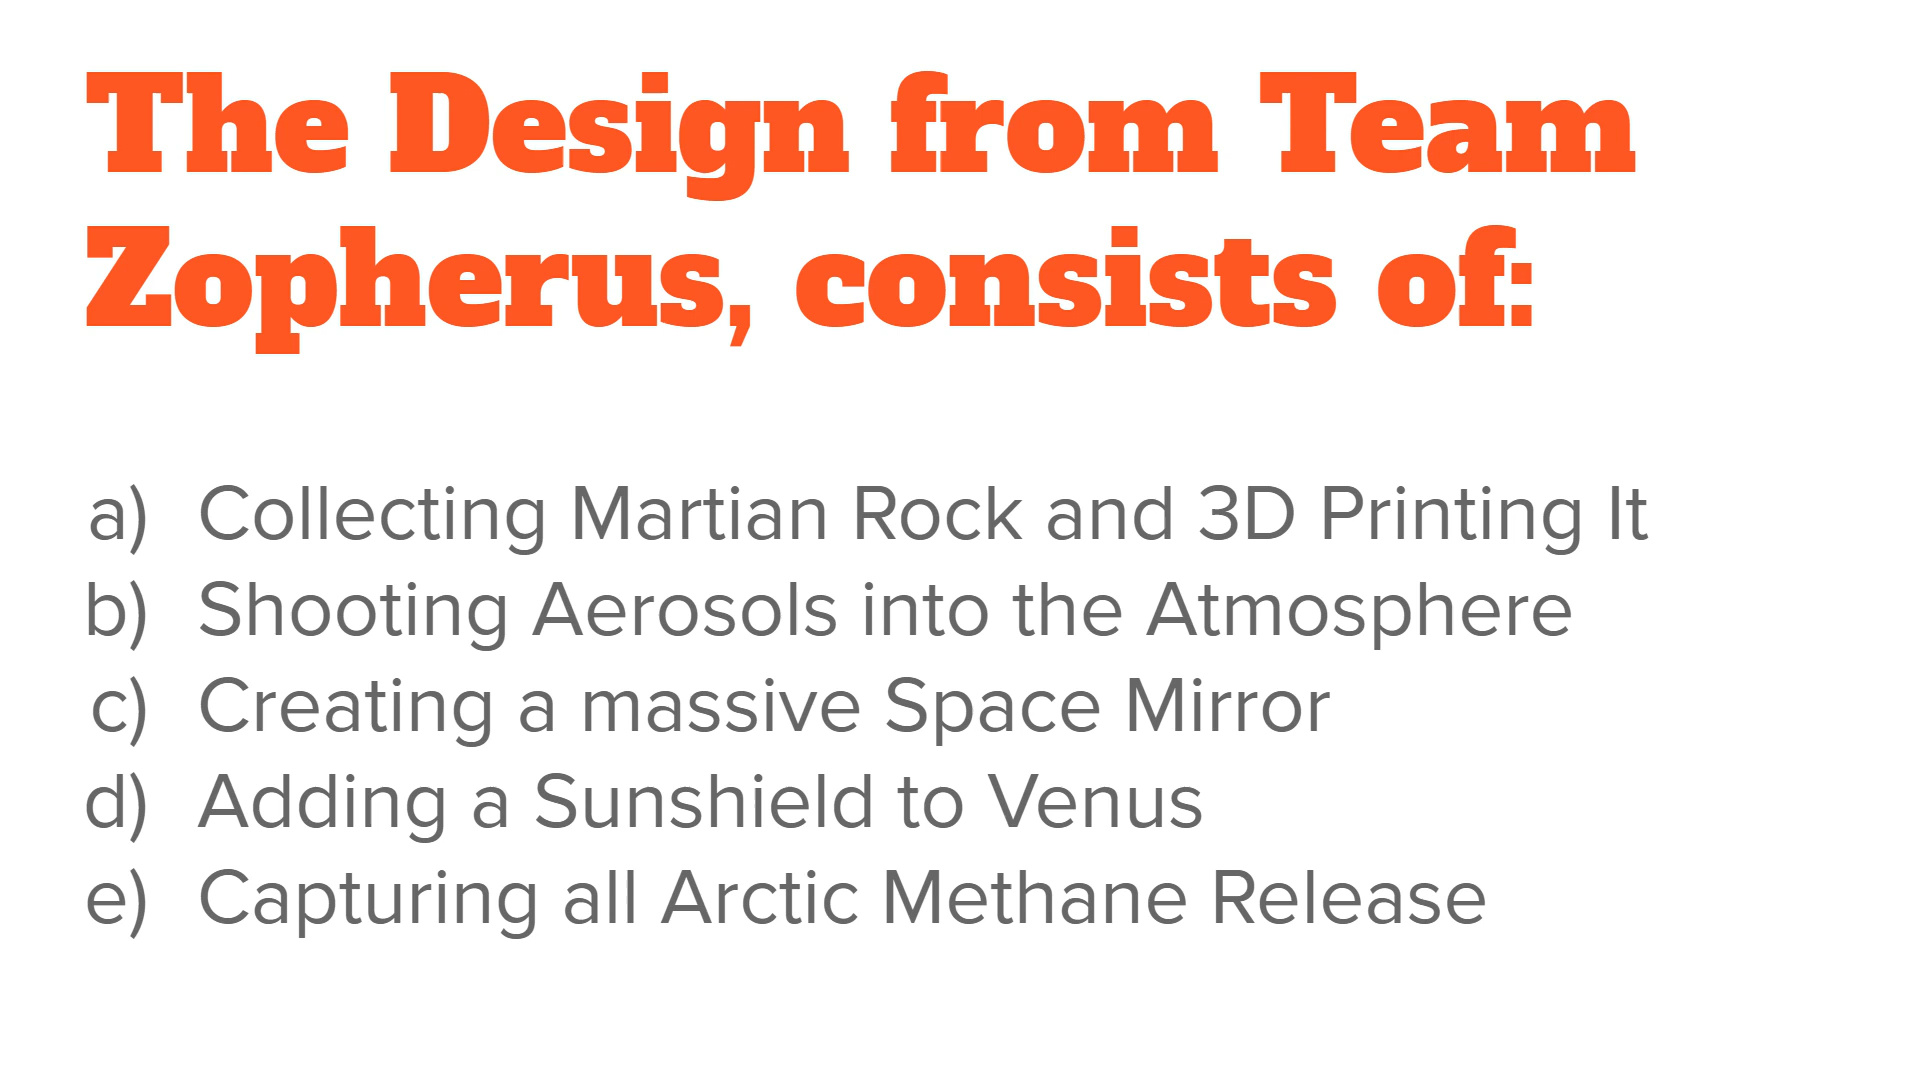 The Design from Team
Zopherus, consists of:
a) Collecting Martian Rock and 3D Printing It
b) Shooting Aerosols into the Atmosphere
c) Creating a massive Space Mirror
d) Adding a Sunshield to Venus
e) Capturing all Arctic Methane Release